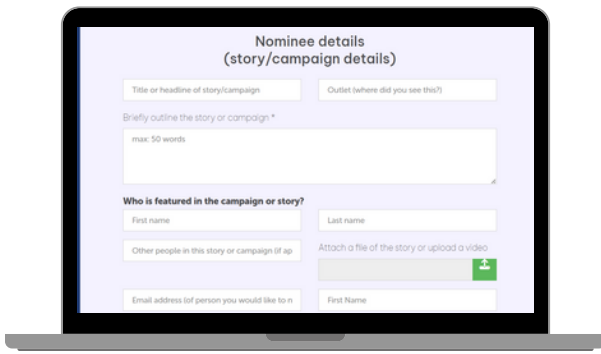 Nominee details
(story/campaign details)
Title or headline of story/campaign
Outlet (where did you see this?)
Briefly outline the story or campaign *
max: 50 words
Who is featured in the campaign or story?
First name
Last name
Other people in this story or campaign (if ap
Attach a file of the story or upload a video
Email address (of person you would like to n
First Name